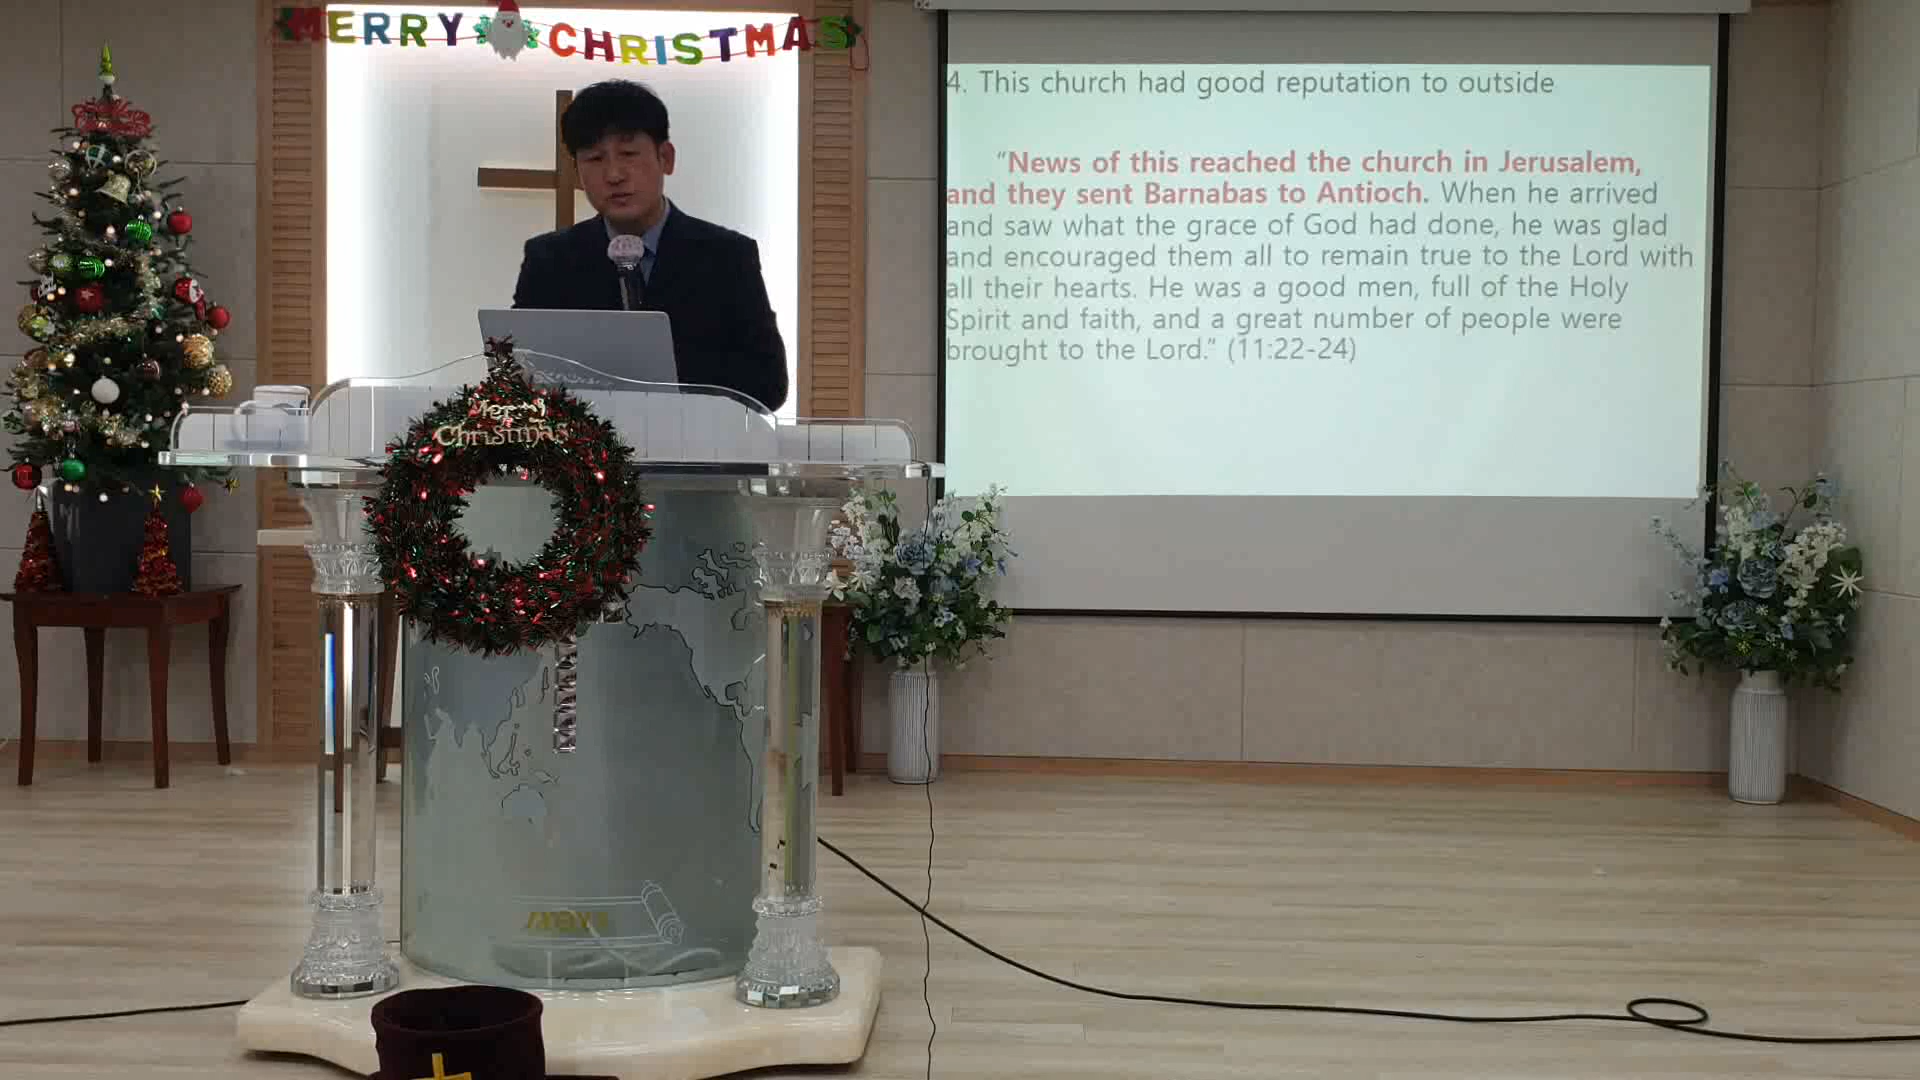 MERRY CHRISTMAS
4. This church had good reputation to outside
“News of this reached the church in Jerusalem,
and they sent Barnabas to Antioch. When he arrived
and saw what the grace of God had done, he was glad
and encouraged them all to remain true to the Lord with
all their hearts. He was a good men, full of the Holy
Spirit and faith, and a great number of people were
brought to the Lord.” (11:22-24)
Merry
Christmas